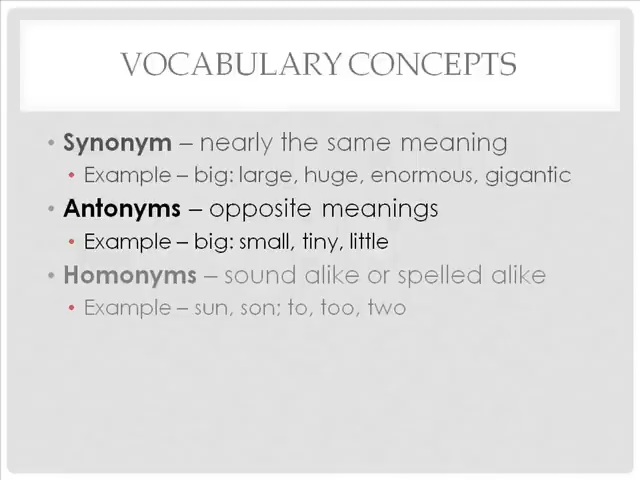 VOCABULARY CONCEPTS
• Synonym – nearly the same meaning
• Example – big: large, huge, enormous, gigantic
• Antonyms – opposite meanings
• Example – big: small, tiny, little
• Homonyms – sound alike or spelled alike
• Example – sun, son; to, too, two